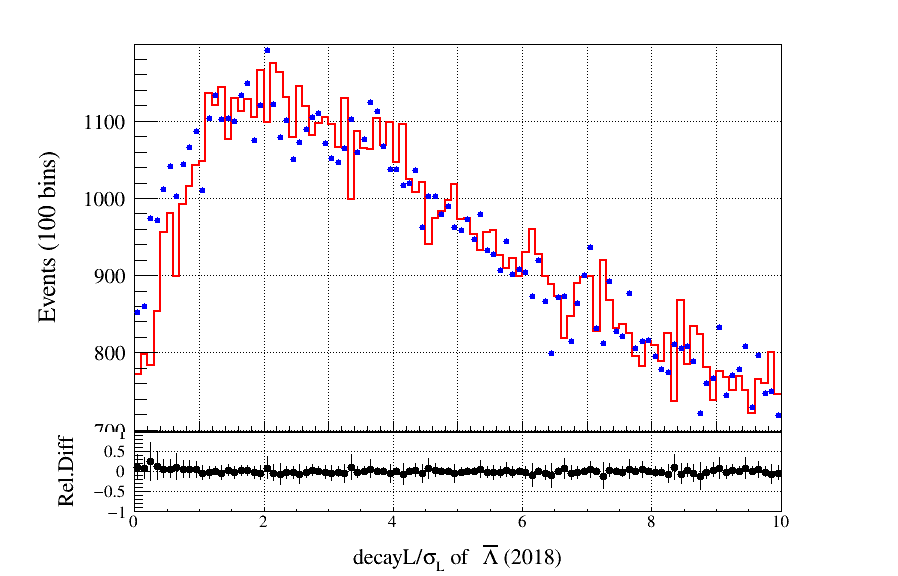 Events (100 bins)
1100
1000
900
800
700
Rel.Diff
1
0.5
0
−0.5
−1
0 2 4 6 8 10
decayL/σ_L of Λ̅ (2018)